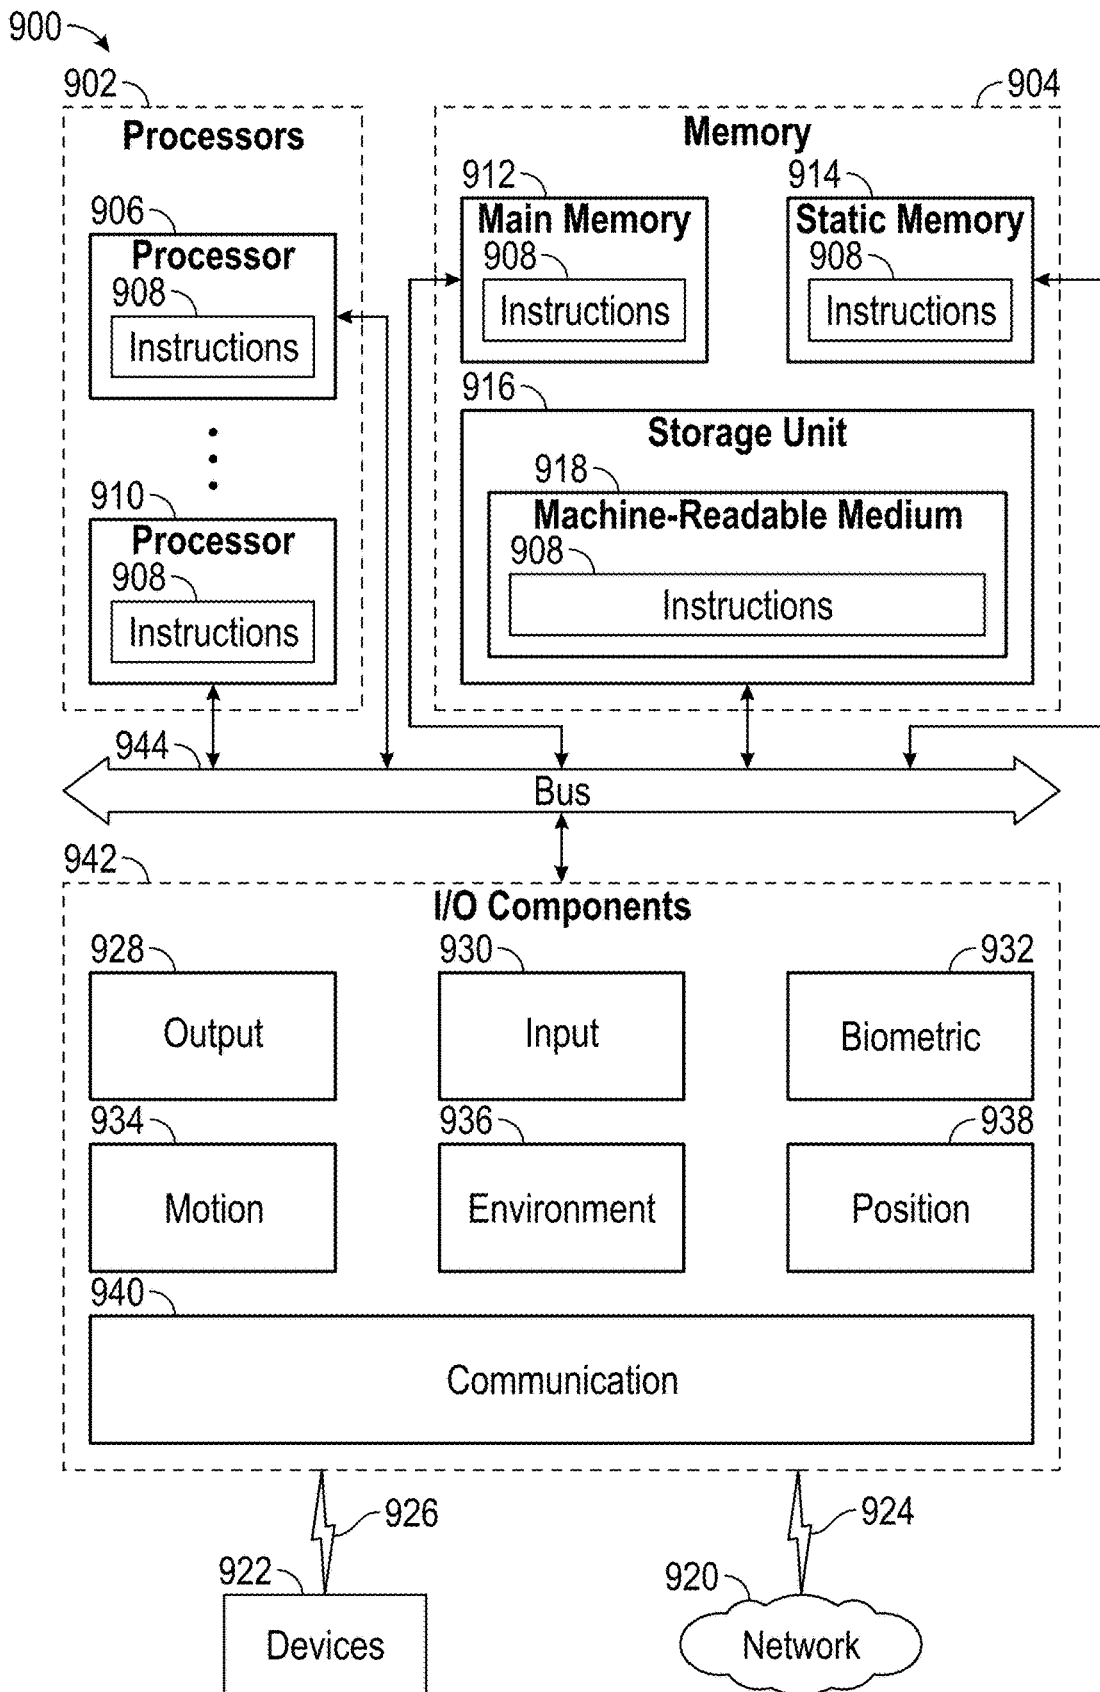 900
902
Processors
906
Processor
908
Instructions
910
Processor
908
Instructions
904
Memory
912
Main Memory
908
Instructions
914
Static Memory
908
Instructions
916
Storage Unit
918
Machine-Readable Medium
908
Instructions
944
Bus
942
I/O Components
928
Output
930
Input
932
Biometric
934
Motion
936
Environment
938
Position
940
Communication
926
924
922
Devices
920
Network